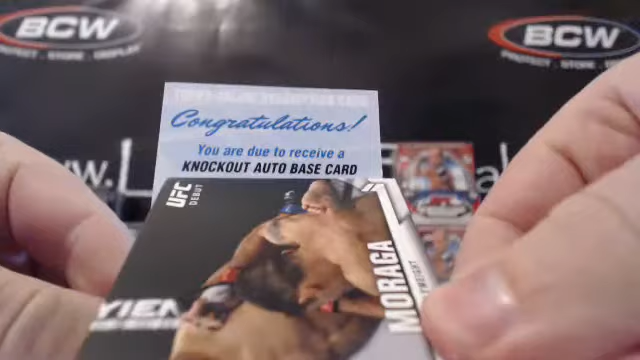 BCW
PROTECT . STORE . DISPLAY
BCW
PROTECT . STORE . DISPLAY
Congratulations!
You are due to receive a
KNOCKOUT AUTO BASE CARD
UFC
DEBUT
MORAGA